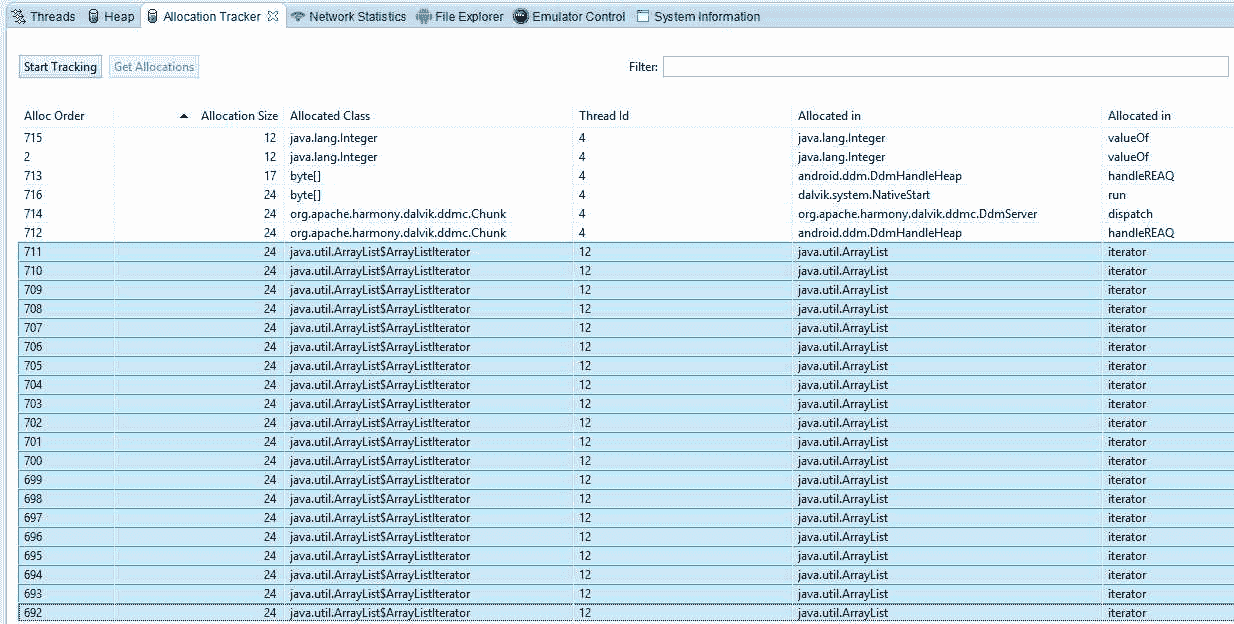 Threads Heap Allocation Tracker Network Statistics File Explorer Emulator Control System Information
Start Tracking Get Allocations Filter:
Alloc Order Allocation Size Allocated Class Thread Id Allocated in Allocated in
715 12 java.lang.Integer 4 java.lang.Integer valueOf
2 12 java.lang.Integer 4 java.lang.Integer valueOf
713 17 byte[] 4 android.ddm.DdmHandleHeap handleREAQ
716 24 byte[] 4 dalvik.system.NativeStart run
714 24 org.apache.harmony.dalvik.ddmc.Chunk 4 org.apache.harmony.dalvik.ddmc.DdmServer dispatch
712 24 org.apache.harmony.dalvik.ddmc.Chunk 4 android.ddm.DdmHandleHeap handleREAQ
711 24 java.util.ArrayList$ArrayListIterator 12 java.util.ArrayList iterator
710 24 java.util.ArrayList$ArrayListIterator 12 java.util.ArrayList iterator
709 24 java.util.ArrayList$ArrayListIterator 12 java.util.ArrayList iterator
708 24 java.util.ArrayList$ArrayListIterator 12 java.util.ArrayList iterator
707 24 java.util.ArrayList$ArrayListIterator 12 java.util.ArrayList iterator
706 24 java.util.ArrayList$ArrayListIterator 12 java.util.ArrayList iterator
705 24 java.util.ArrayList$ArrayListIterator 12 java.util.ArrayList iterator
704 24 java.util.ArrayList$ArrayListIterator 12 java.util.ArrayList iterator
703 24 java.util.ArrayList$ArrayListIterator 12 java.util.ArrayList iterator
702 24 java.util.ArrayList$ArrayListIterator 12 java.util.ArrayList iterator
701 24 java.util.ArrayList$ArrayListIterator 12 java.util.ArrayList iterator
700 24 java.util.ArrayList$ArrayListIterator 12 java.util.ArrayList iterator
699 24 java.util.ArrayList$ArrayListIterator 12 java.util.ArrayList iterator
698 24 java.util.ArrayList$ArrayListIterator 12 java.util.ArrayList iterator
697 24 java.util.ArrayList$ArrayListIterator 12 java.util.ArrayList iterator
696 24 java.util.ArrayList$ArrayListIterator 12 java.util.ArrayList iterator
695 24 java.util.ArrayList$ArrayListIterator 12 java.util.ArrayList iterator
694 24 java.util.ArrayList$ArrayListIterator 12 java.util.ArrayList iterator
693 24 java.util.ArrayList$ArrayListIterator 12 java.util.ArrayList iterator
692 24 java.util.ArrayList$ArrayListIterator 12 java.util.ArrayList iterator